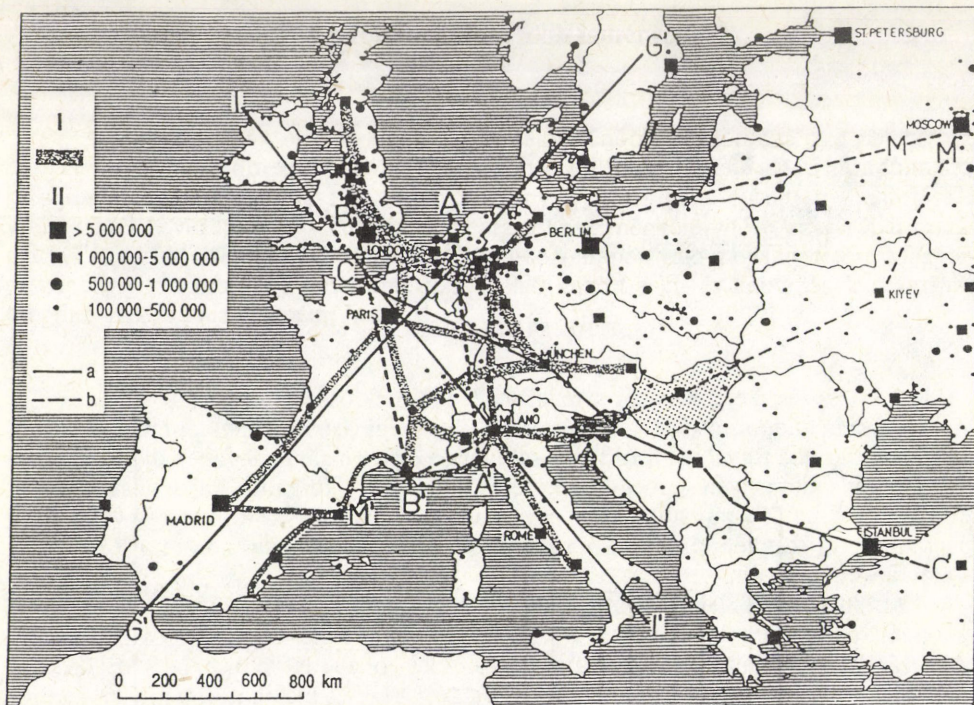 ST.PETERSBURG
G'
I
MOSCOW
M
M
I
A
II
B
BERLIN
> 5 000 000
LONDON
1 000 000-5 000 000
C
500 000-1 000 000
KIYEV
100 000-500 000
PARIS
MÜNCHEN
a
b
MILANO
A'
B'
M'
MADRID
ROME
ISTANBUL
C'
G'
I'
0 200 400 600 800 km